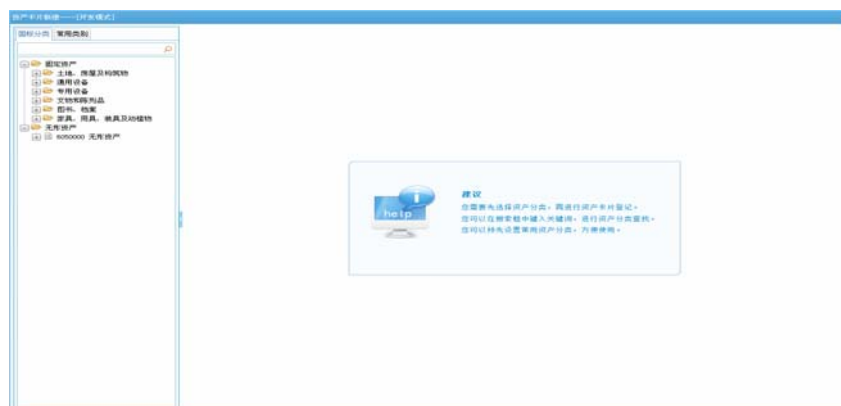 资产卡片新增——[开发模式]
国标分类 常用类别
固定资产
土地、房屋及构筑物
通用设备
专用设备
文物和陈列品
图书、档案
家具、用具、装具及动植物
无形资产
6050000 无形资产
help
建议
您需要先选择资产分类，再进行资产卡片登记。
您可以在搜索框中键入关键词，进行资产分类查找。
您可以预先设置常用资产分类，方便使用。